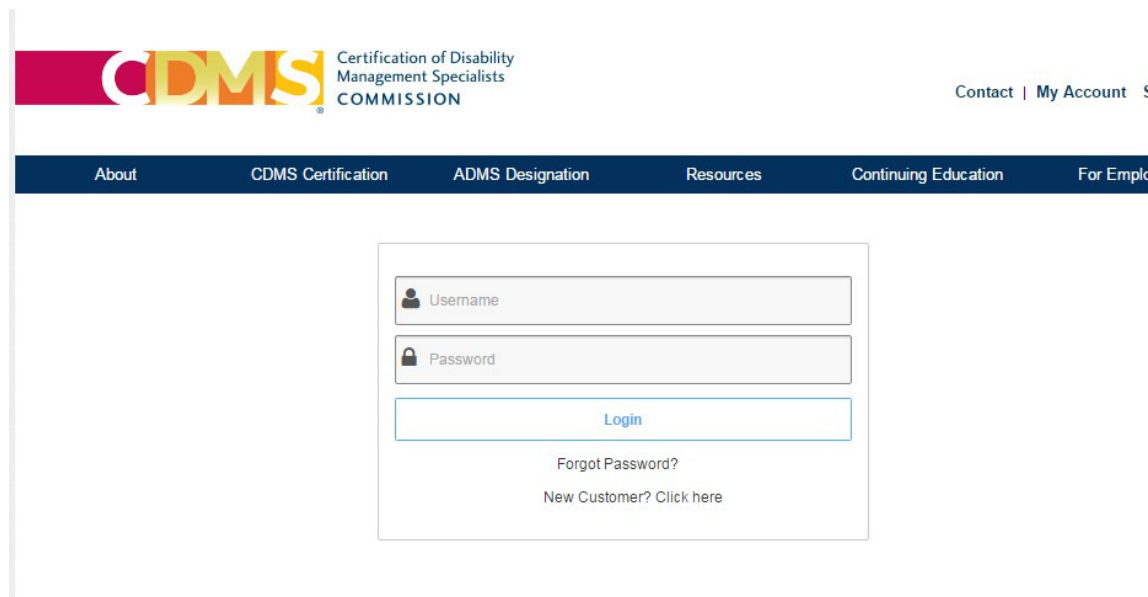 CDMS®
Certification of Disability
Management Specialists
COMMISSION
Contact | My Account
About CDMS Certification ADMS Designation Resources Continuing Education For
Username
Password
Login
Forgot Password?
New Customer? Click here